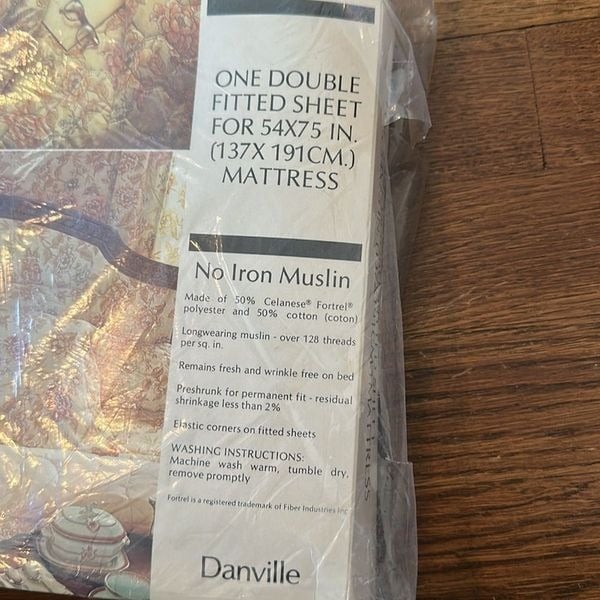 ONE DOUBLE
FITTED SHEET
FOR 54X75 IN.
(137X 191CM.)
MATTRESS
No Iron Muslin
Made of 50% Celanese® Fortrel®
polyester and 50% cotton (coton)
Longwearing muslin - over 128 threads
per sq. in.
Remains fresh and wrinkle free on bed
Preshrunk for permanent fit - residual
shrinkage less than 2%
Elastic corners on fitted sheets
WASHING INSTRUCTIONS:
Machine wash warm, tumble dry,
remove promptly
Fortrel is a registered trademark of Fiber Industries Inc
Danville